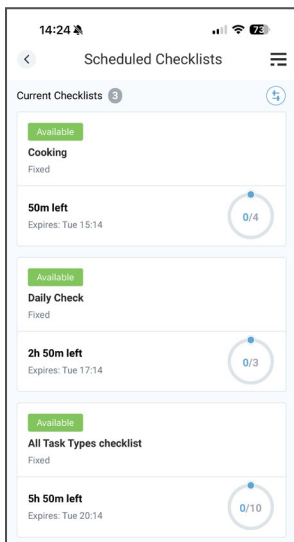 14:24
73
Scheduled Checklists
Current Checklists 3
Available
Cooking
Fixed
50m left
Expires: Tue 15:14
0/4
Available
Daily Check
Fixed
2h 50m left
Expires: Tue 17:14
0/3
Available
All Task Types checklist
Fixed
5h 50m left
Expires: Tue 20:14
0/10